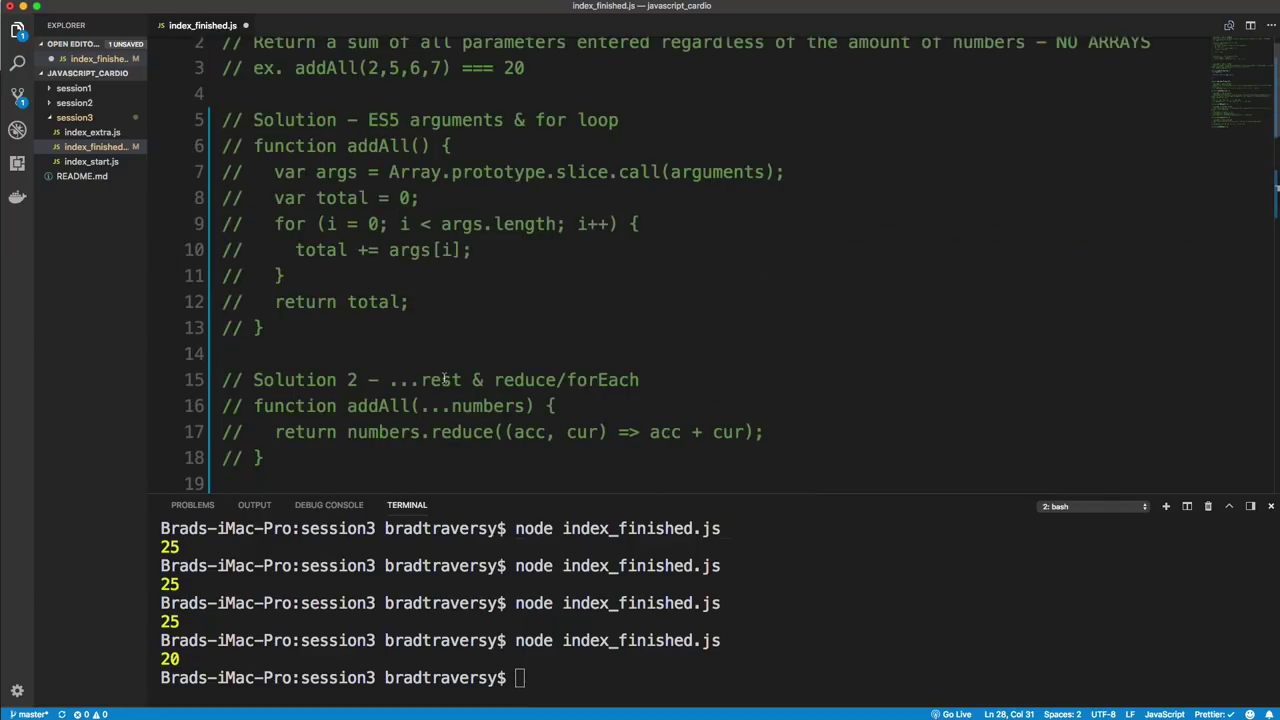 index_finished.js — javascript_cardio
EXPLORER
index_finished.js
OPEN EDITO... 1 UNSAVED
index_finishe... M
JAVASCRIPT_CARDIO
session1
session2
session3
index_extra.js
index_finished... M
index_start.js
README.md
1
1
2 // Return a sum of all parameters entered regardless of the amount of numbers – NO ARRAYS
3 // ex. addAll(2,5,6,7) === 20
4
5 // Solution – ES5 arguments & for loop
6 // function addAll() {
7 //   var args = Array.prototype.slice.call(arguments);
8 //   var total = 0;
9 //   for (i = 0; i < args.length; i++) {
10 //     total += args[i];
11 //   }
12 //   return total;
13 // }
14
15 // Solution 2 – ...rest & reduce/forEach
16 // function addAll(...numbers) {
17 //   return numbers.reduce((acc, cur) => acc + cur);
18 // }
19
PROBLEMS OUTPUT DEBUG CONSOLE TERMINAL 2: bash
Brads-iMac-Pro:session3 bradtraversy$ node index_finished.js
25
Brads-iMac-Pro:session3 bradtraversy$ node index_finished.js
25
Brads-iMac-Pro:session3 bradtraversy$ node index_finished.js
25
Brads-iMac-Pro:session3 bradtraversy$ node index_finished.js
20
Brads-iMac-Pro:session3 bradtraversy$
master* 0 0 Go Live Ln 28, Col 31 Spaces: 2 UTF-8 LF JavaScript Prettier: ✓